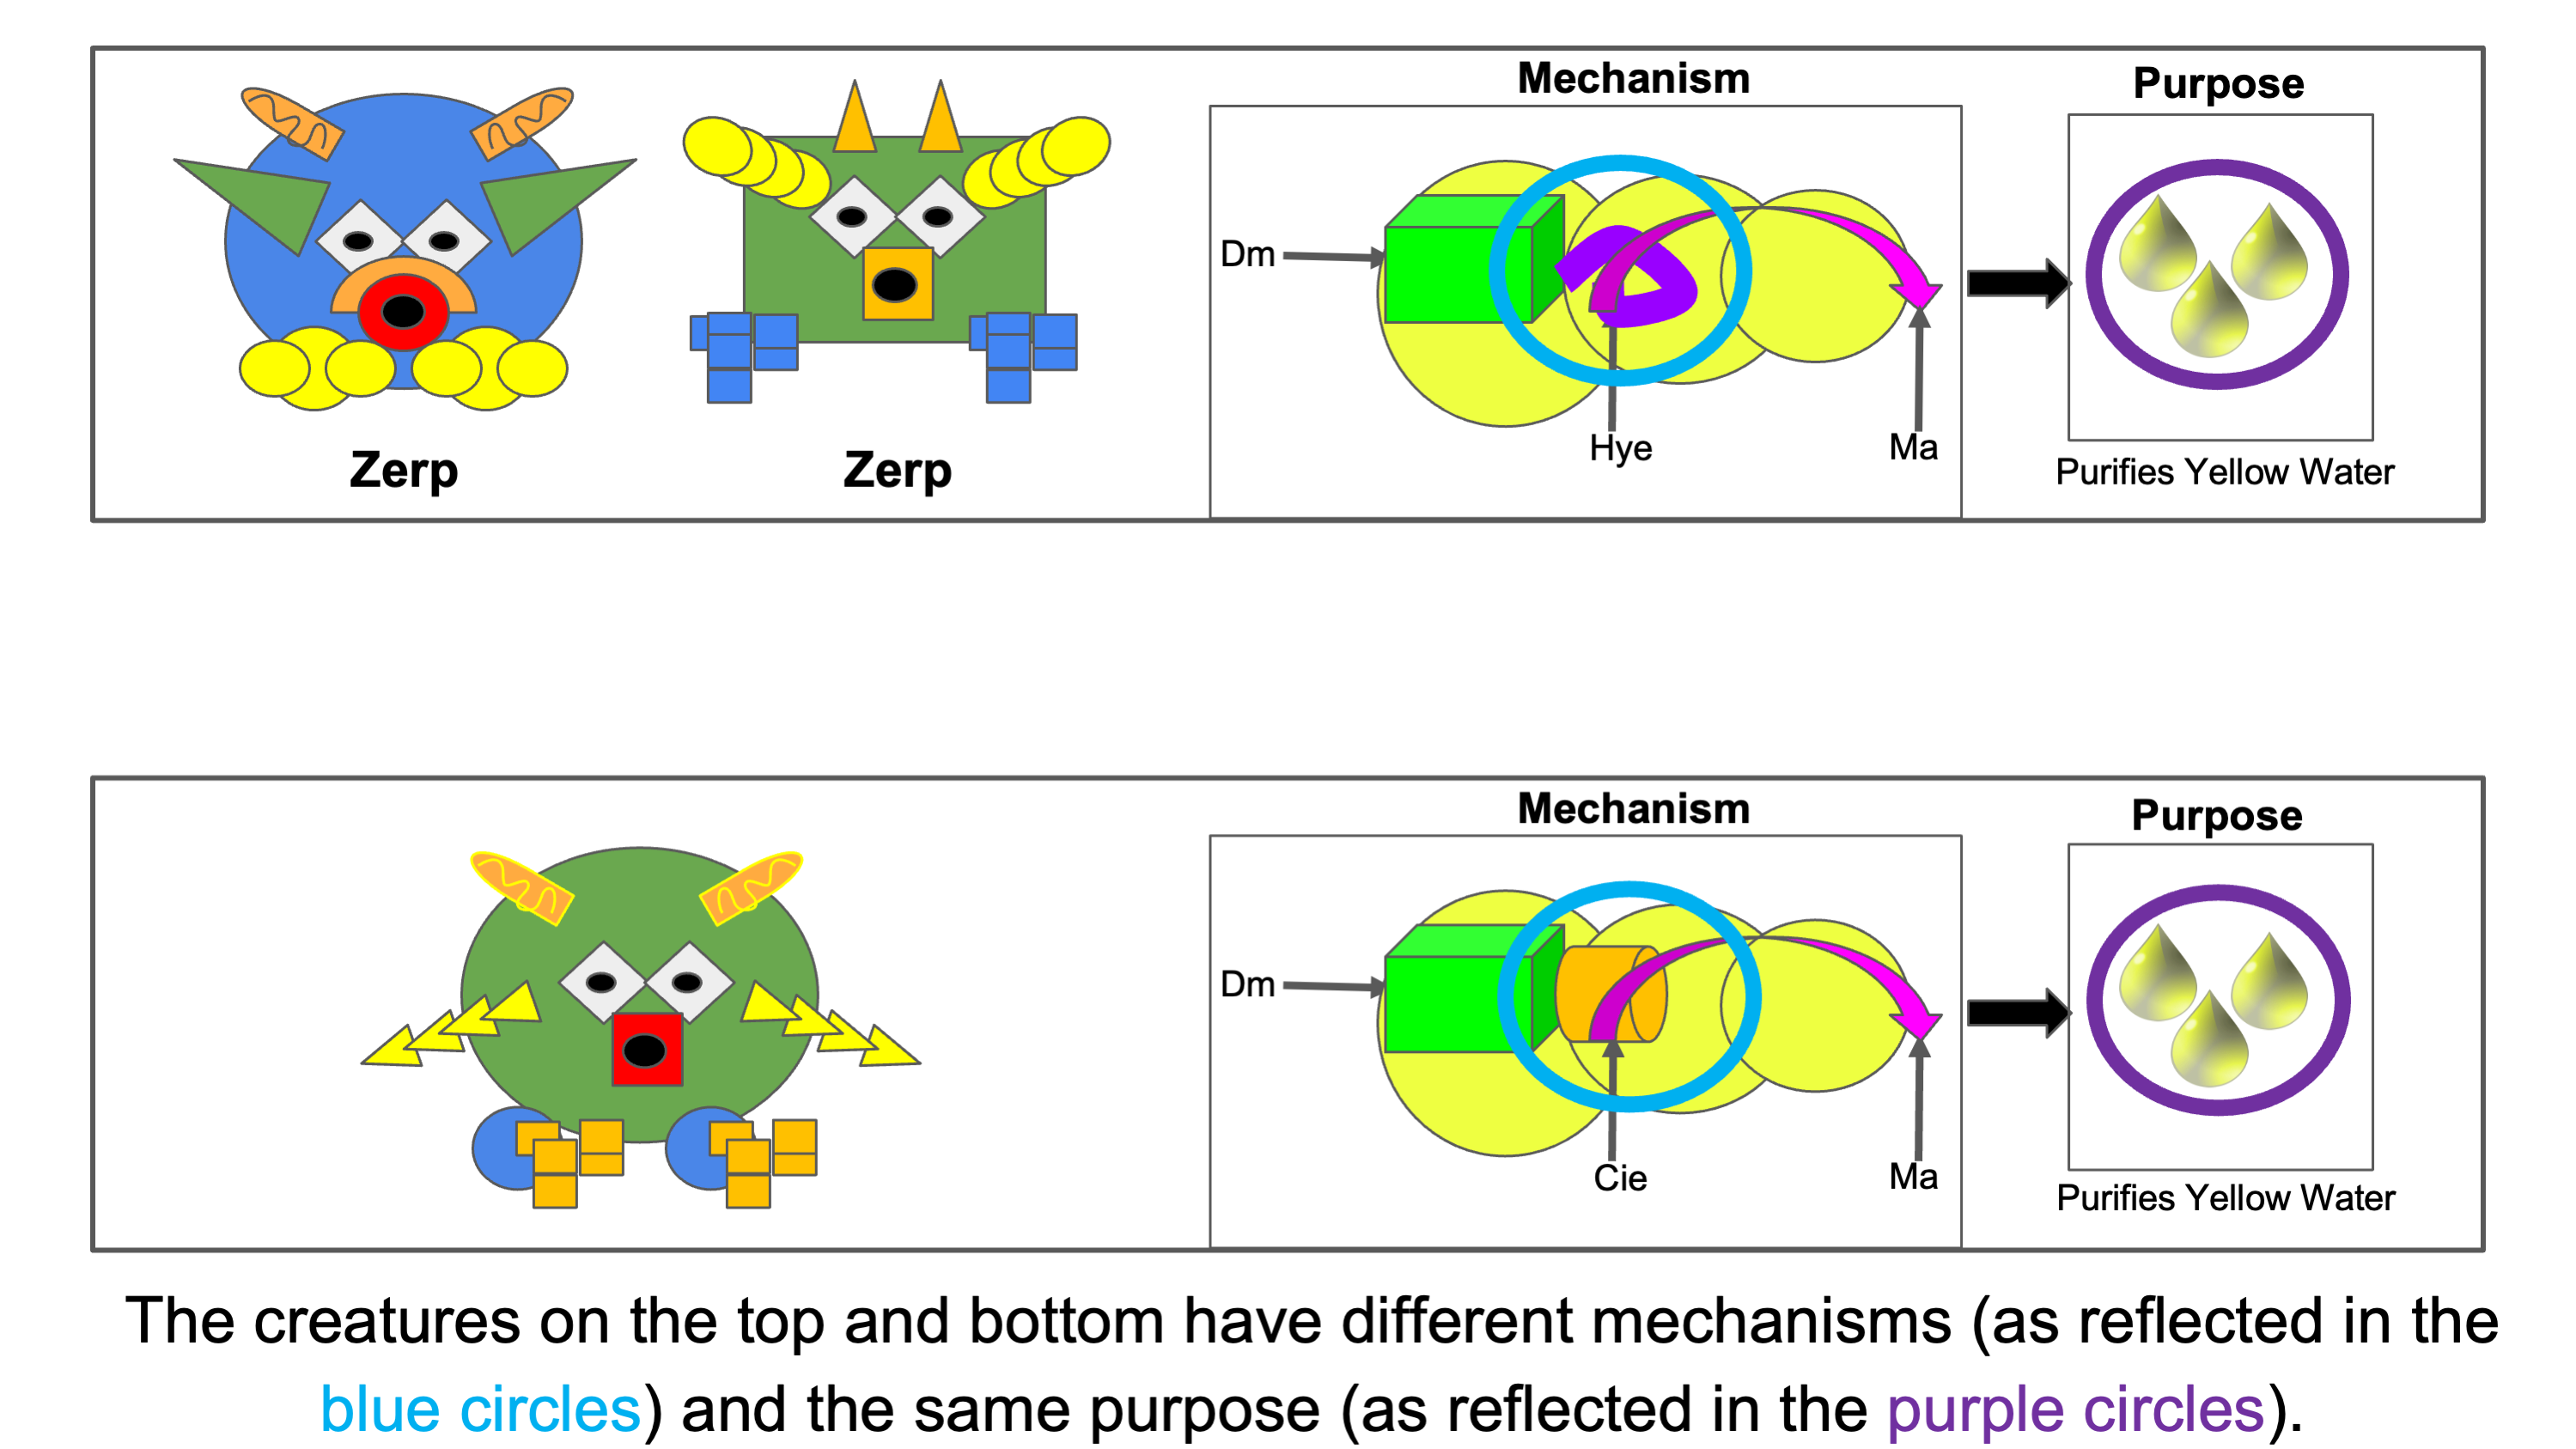 Mechanism
Purpose
Dm
Hye
Ma
Zerp
Zerp
Purifies Yellow Water
Mechanism
Purpose
Dm
Cie
Ma
Purifies Yellow Water
The creatures on the top and bottom have different mechanisms (as reflected in the
blue circles) and the same purpose (as reflected in the purple circles).